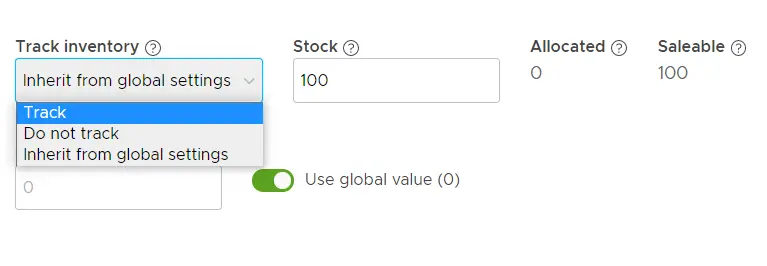 Track inventory ? Stock ? Allocated ? Saleable ?
Inherit from global settings 100 0 100
Track
Do not track
Inherit from global settings
0 Use global value (0)